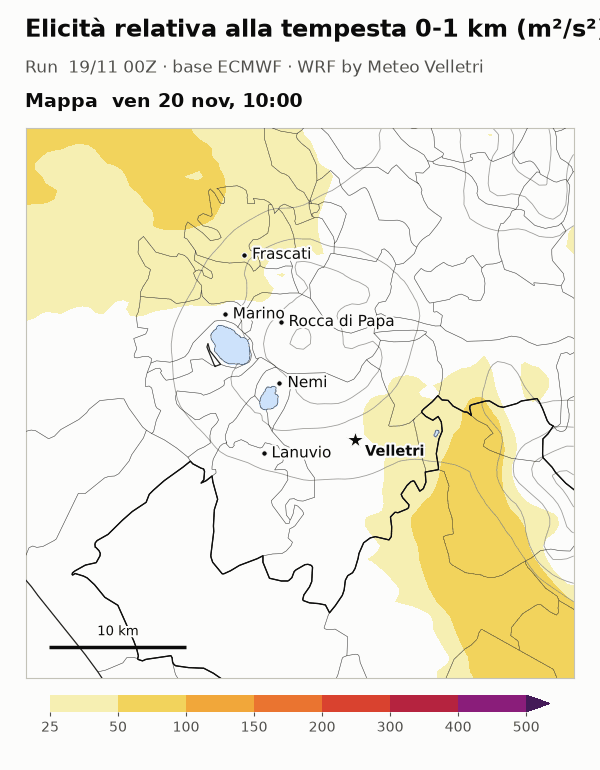 Elicità relativa alla tempesta 0-1 km (m²/s²)
Run 19/11 00Z · base ECMWF · WRF by Meteo Velletri
Mappa ven 20 nov, 10:00
Frascati
Marino
Rocca di Papa
Nemi
Velletri
Lanuvio
10 km
25 50 100 150 200 300 400 500